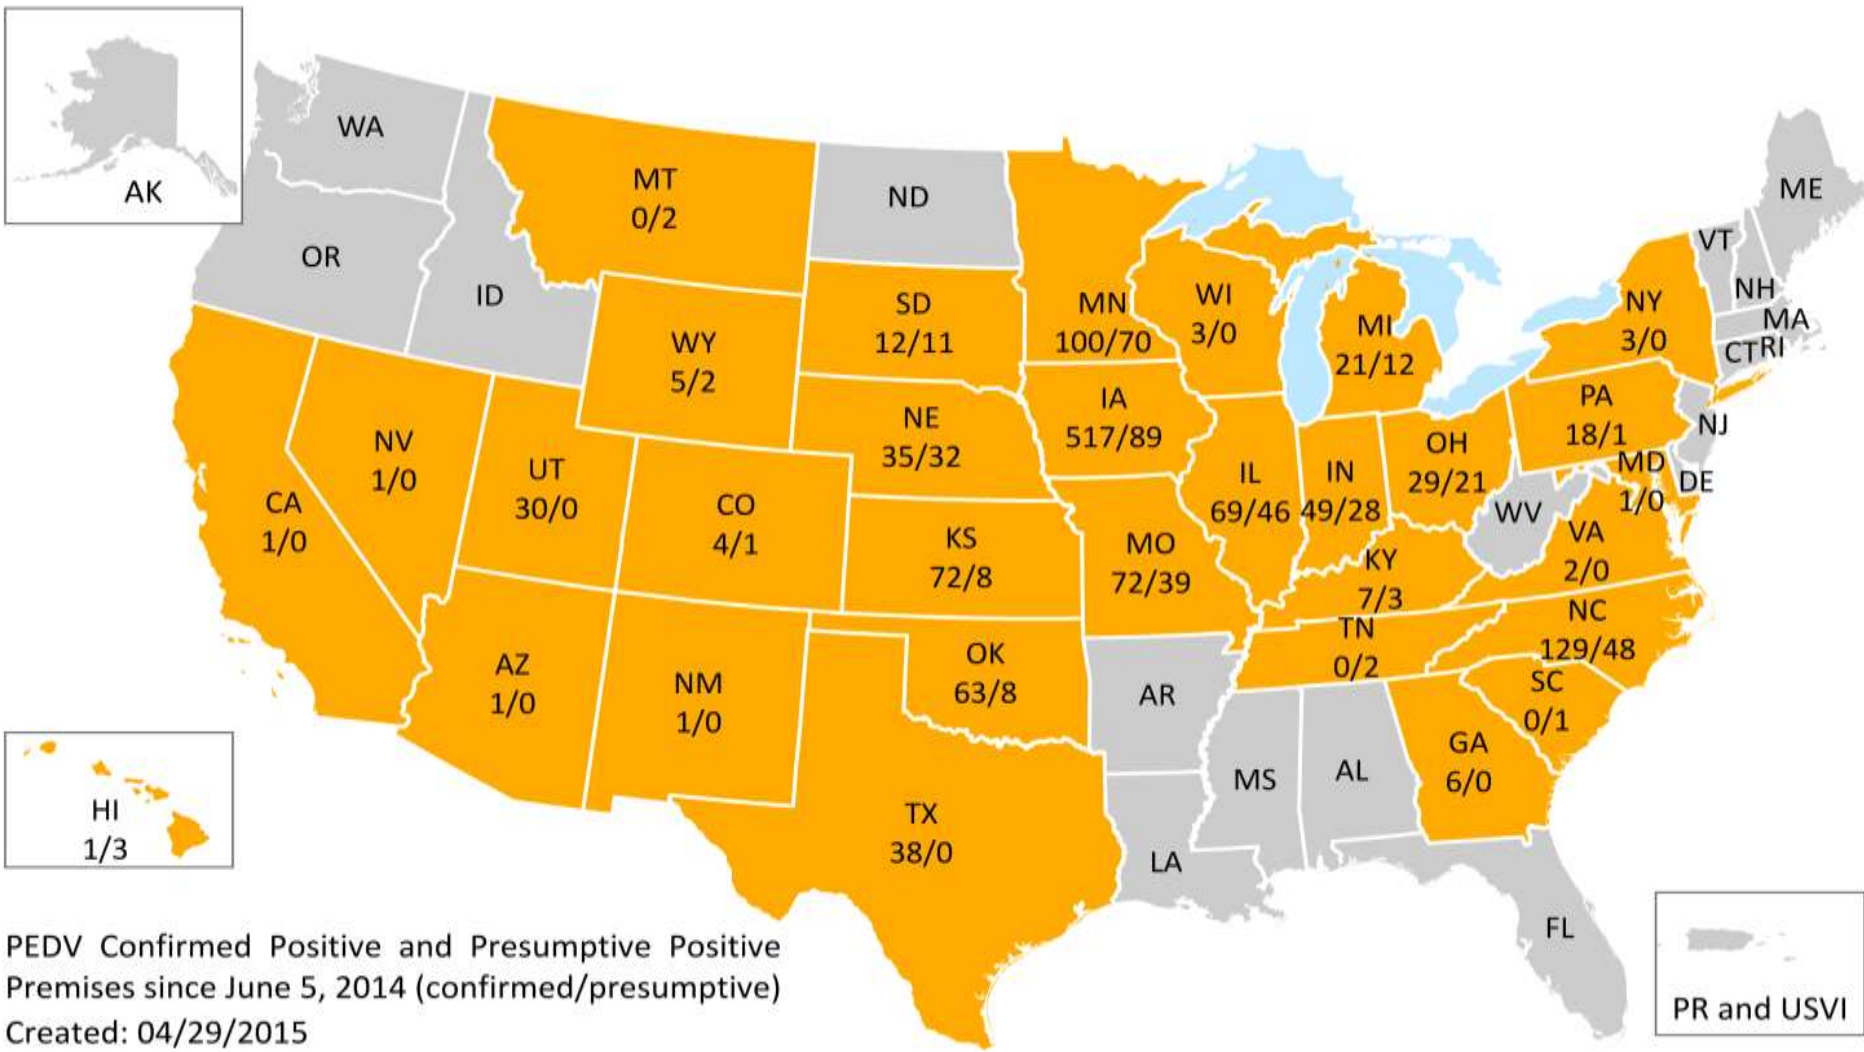 AK
WA
OR
ID
MT
0/2
ND
WY
5/2
SD
12/11
MN
100/70
WI
3/0
MI
21/12
NY
3/0
VT
NH
ME
MA
CT
RI
NJ
PA
18/1
MD
1/0
DE
NV
1/0
CA
1/0
UT
30/0
CO
4/1
NE
35/32
IA
517/89
IL
69/46
IN
49/28
OH
29/21
WV
VA
2/0
KS
72/8
MO
72/39
KY
7/3
NC
129/48
TN
0/2
SC
0/1
AZ
1/0
NM
1/0
OK
63/8
AR
MS
AL
GA
6/0
HI
1/3
TX
38/0
LA
FL
PR and USVI
PEDV Confirmed Positive and Presumptive Positive
Premises since June 5, 2014 (confirmed/presumptive)
Created: 04/29/2015